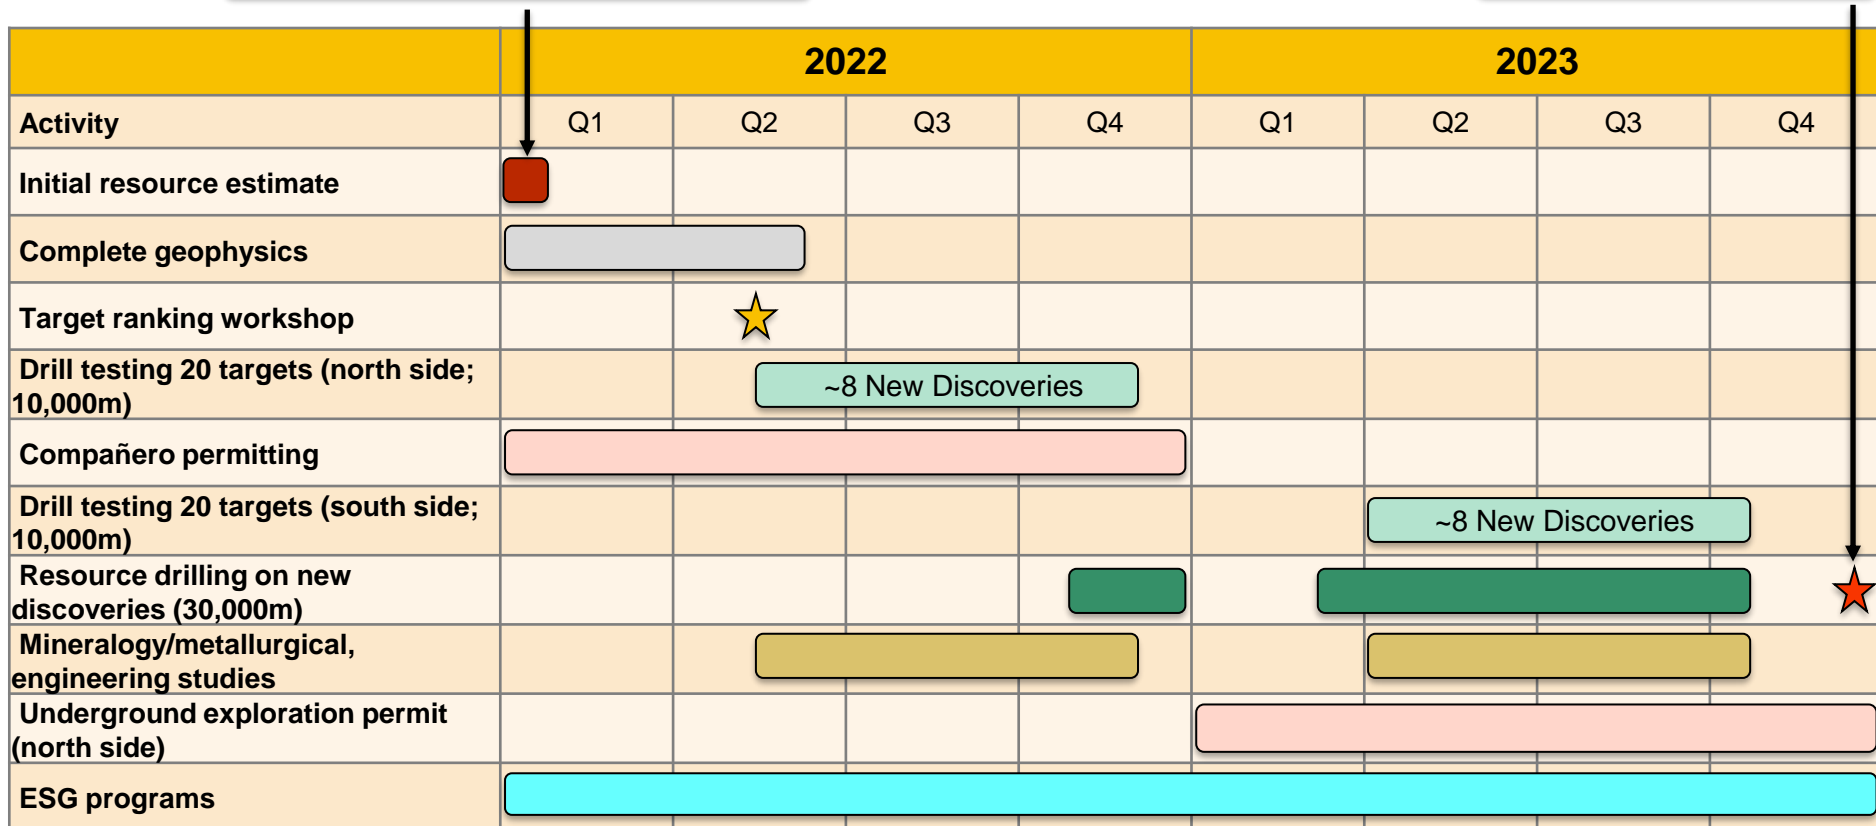 2022
2023
Activity
Q1
Q2
Q3
Q4
Q1
Q2
Q3
Q4
Initial resource estimate
Complete geophysics
Target ranking workshop
Drill testing 20 targets (north side;
10,000m)
~8 New Discoveries
Compañero permitting
Drill testing 20 targets (south side;
10,000m)
~8 New Discoveries
Resource drilling on new
discoveries (30,000m)
Mineralogy/metallurgical,
engineering studies
Underground exploration permit
(north side)
ESG programs